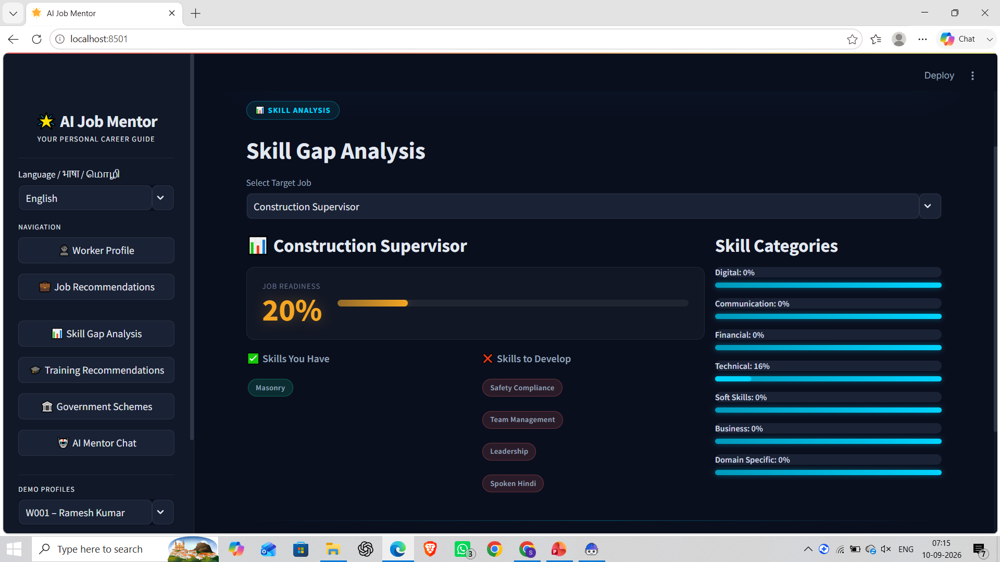 AI Job Mentor
localhost:8501
Chat
Deploy
AI Job Mentor
YOUR PERSONAL CAREER GUIDE
Language / भाषा / மொழி
English
NAVIGATION
Worker Profile
Job Recommendations
Skill Gap Analysis
Training Recommendations
Government Schemes
AI Mentor Chat
DEMO PROFILES
W001 – Ramesh Kumar
SKILL ANALYSIS
Skill Gap Analysis
Select Target Job
Construction Supervisor
Construction Supervisor
JOB READINESS
20%
Skills You Have
Masonry
Skills to Develop
Safety Compliance
Team Management
Leadership
Spoken Hindi
Skill Categories
Digital: 0%
Communication: 0%
Financial: 0%
Technical: 16%
Soft Skills: 0%
Business: 0%
Domain Specific: 0%
Type here to search
3
S
P
ENG
07:15
10-09-2026
7